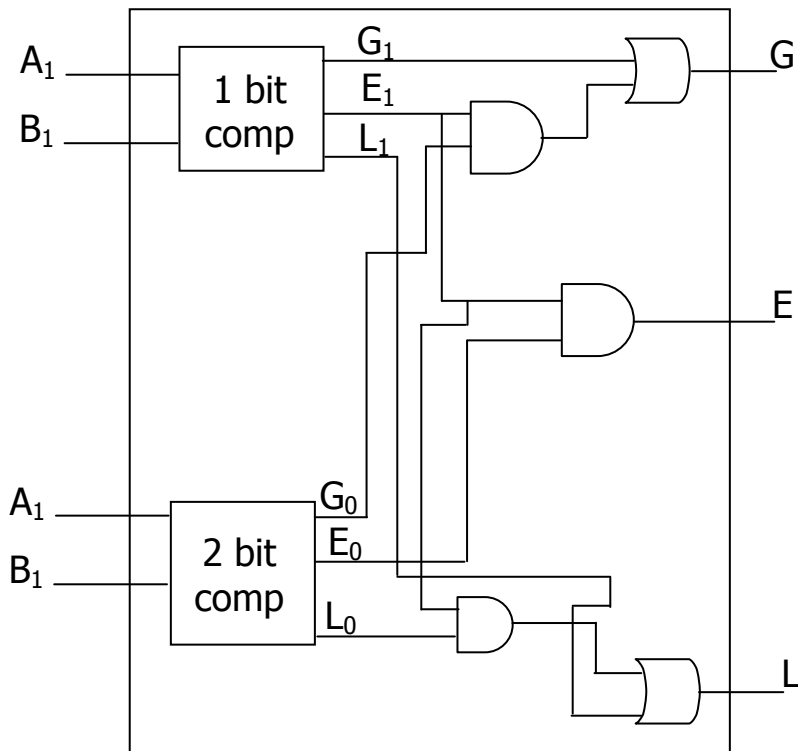 A₁
B₁
1 bit
comp
G₁
E₁
L₁
G
E
A₁
B₁
2 bit
comp
G₀
E₀
L₀
L